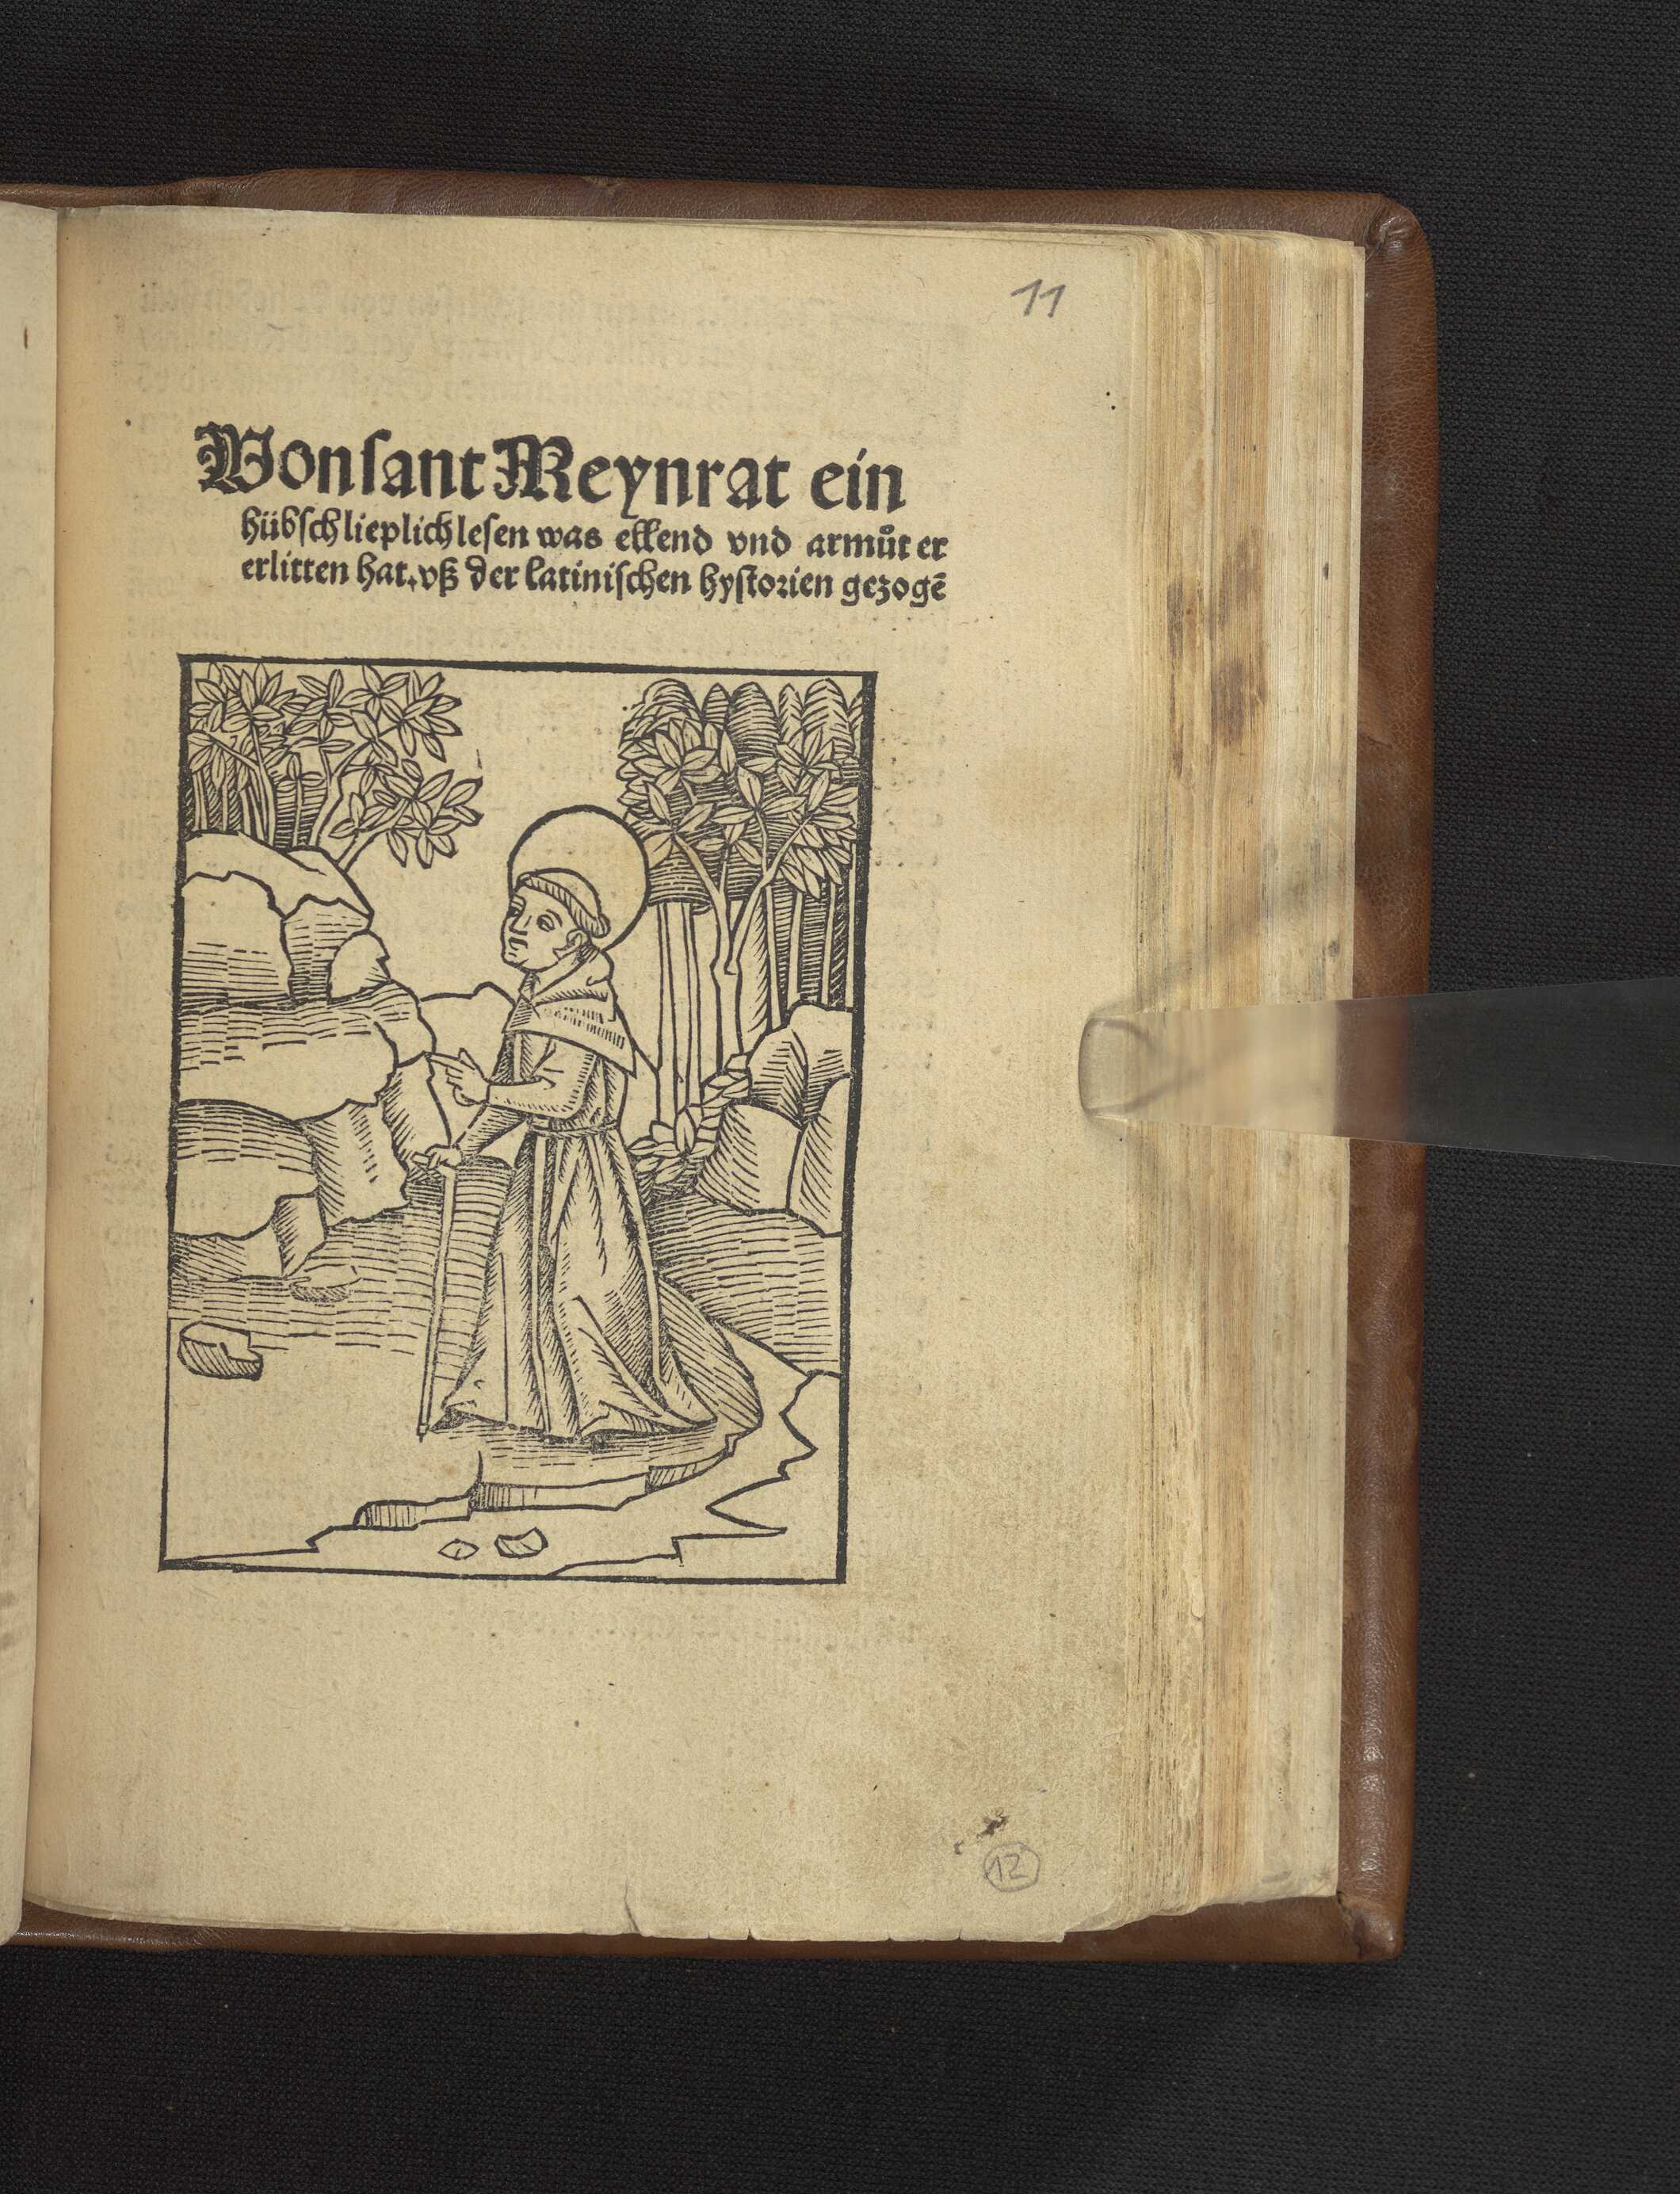 11
Von sant Meynrat ein
hübsch lieplich lesen was ellend vnd armůt er
erlitten hat. vß der latinischen hystorien gezogē
12